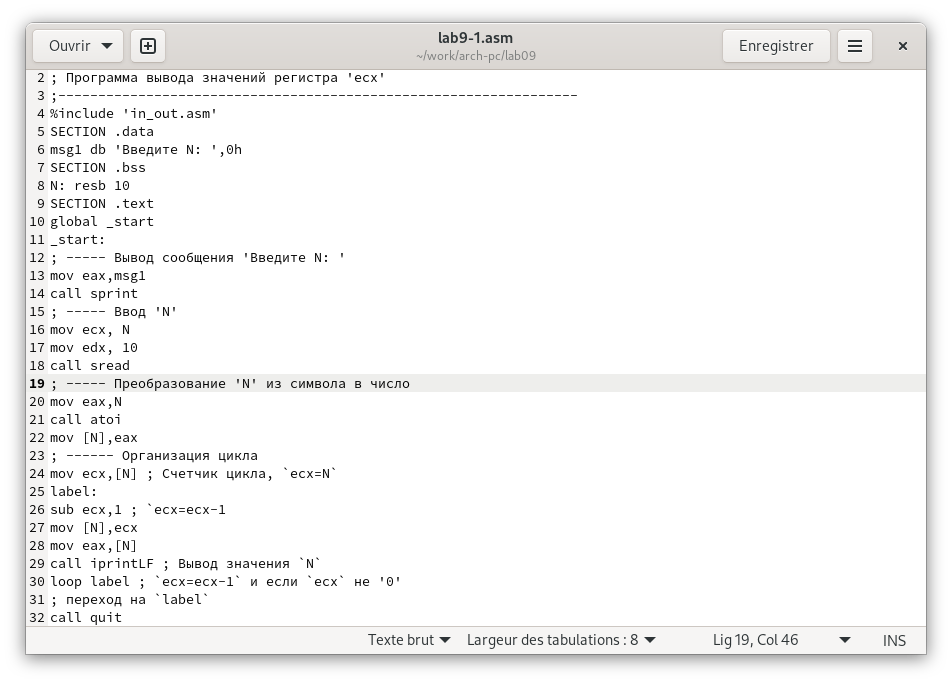 Ouvrir
lab9-1.asm
~/work/arch-pc/lab09
Enregistrer
2 ; Программа вывода значений регистра 'ecx'
3 ;-----------------------------------------------------------------
4 %include 'in_out.asm'
5 SECTION .data
6 msg1 db 'Введите N: ',0h
7 SECTION .bss
8 N: resb 10
9 SECTION .text
10 global _start
11 _start:
12 ; ----- Вывод сообщения 'Введите N: '
13 mov eax,msg1
14 call sprint
15 ; ----- Ввод 'N'
16 mov ecx, N
17 mov edx, 10
18 call sread
19 ; ----- Преобразование 'N' из символа в число
20 mov eax,N
21 call atoi
22 mov [N],eax
23 ; ------ Организация цикла
24 mov ecx,[N] ; Счетчик цикла, `ecx=N`
25 label:
26 sub ecx,1 ; `ecx=ecx-1
27 mov [N],ecx
28 mov eax,[N]
29 call iprintLF ; Вывод значения `N`
30 loop label ; `ecx=ecx-1` и если `ecx` не '0'
31 ; переход на `label`
32 call quit
Texte brut
Largeur des tabulations : 8
Lig 19, Col 46
INS